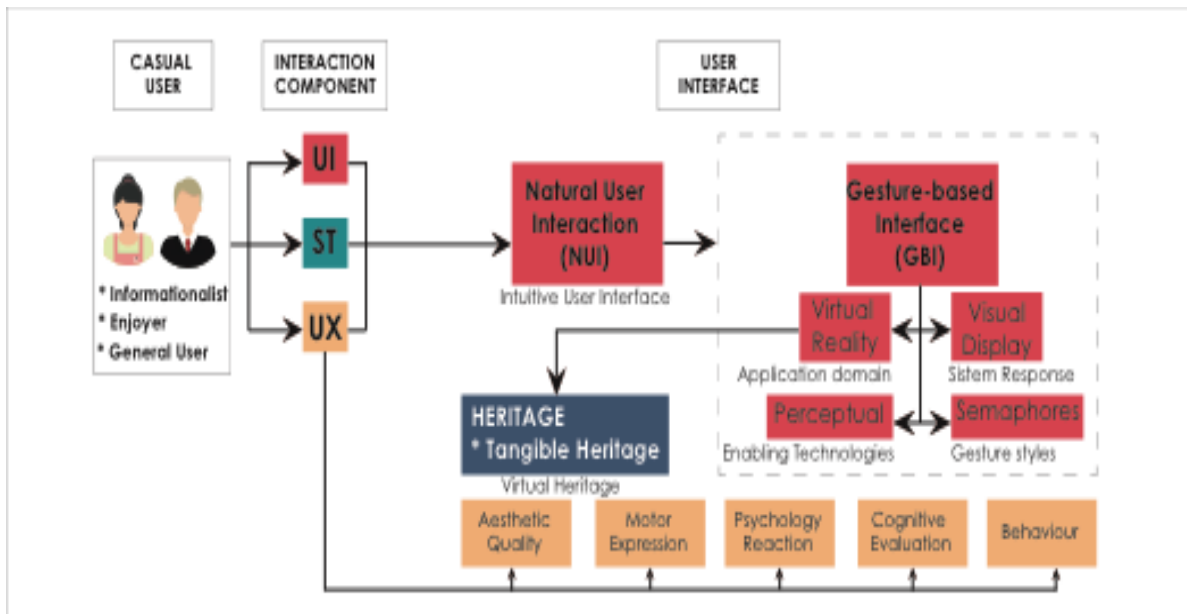 CASUAL
USER
INTERACTION
COMPONENT
USER
INTERFACE
* Informationalist
* Enjoyer
* General User
UI
ST
UX
Natural User
Interaction
(NUI)
Intuitive User Interface
Gesture-based
Interface
(GBI)
Virtual
Reality
Application domain
Visual
Display
Sistem Response
Perceptual
Enabling Technologies
Semaphores
Gesture styles
HERITAGE
* Tangible Heritage
Virtual Heritage
Aesthetic
Quality
Motor
Expression
Psychology
Reaction
Cognitive
Evaluation
Behaviour